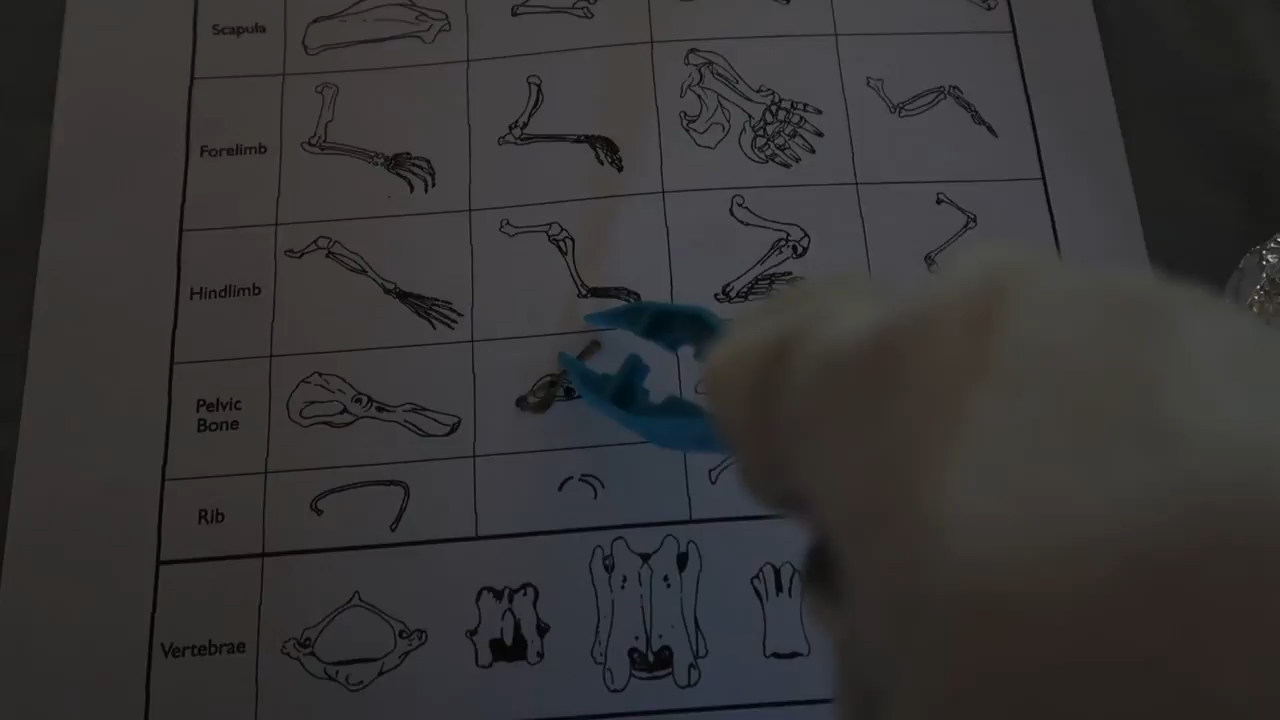 Scapula
Forelimb
Hindlimb
Pelvic
Bone
Rib
Vertebrae